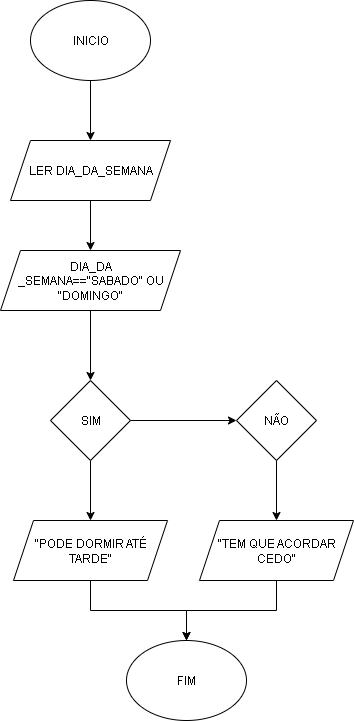 INICIO
LER DIA_DA_SEMANA
DIA_DA
_SEMANA=="SABADO" OU
"DOMINGO"
SIM
NÃO
"PODE DORMIR ATÉ
TARDE"
"TEM QUE ACORDAR
CEDO"
FIM